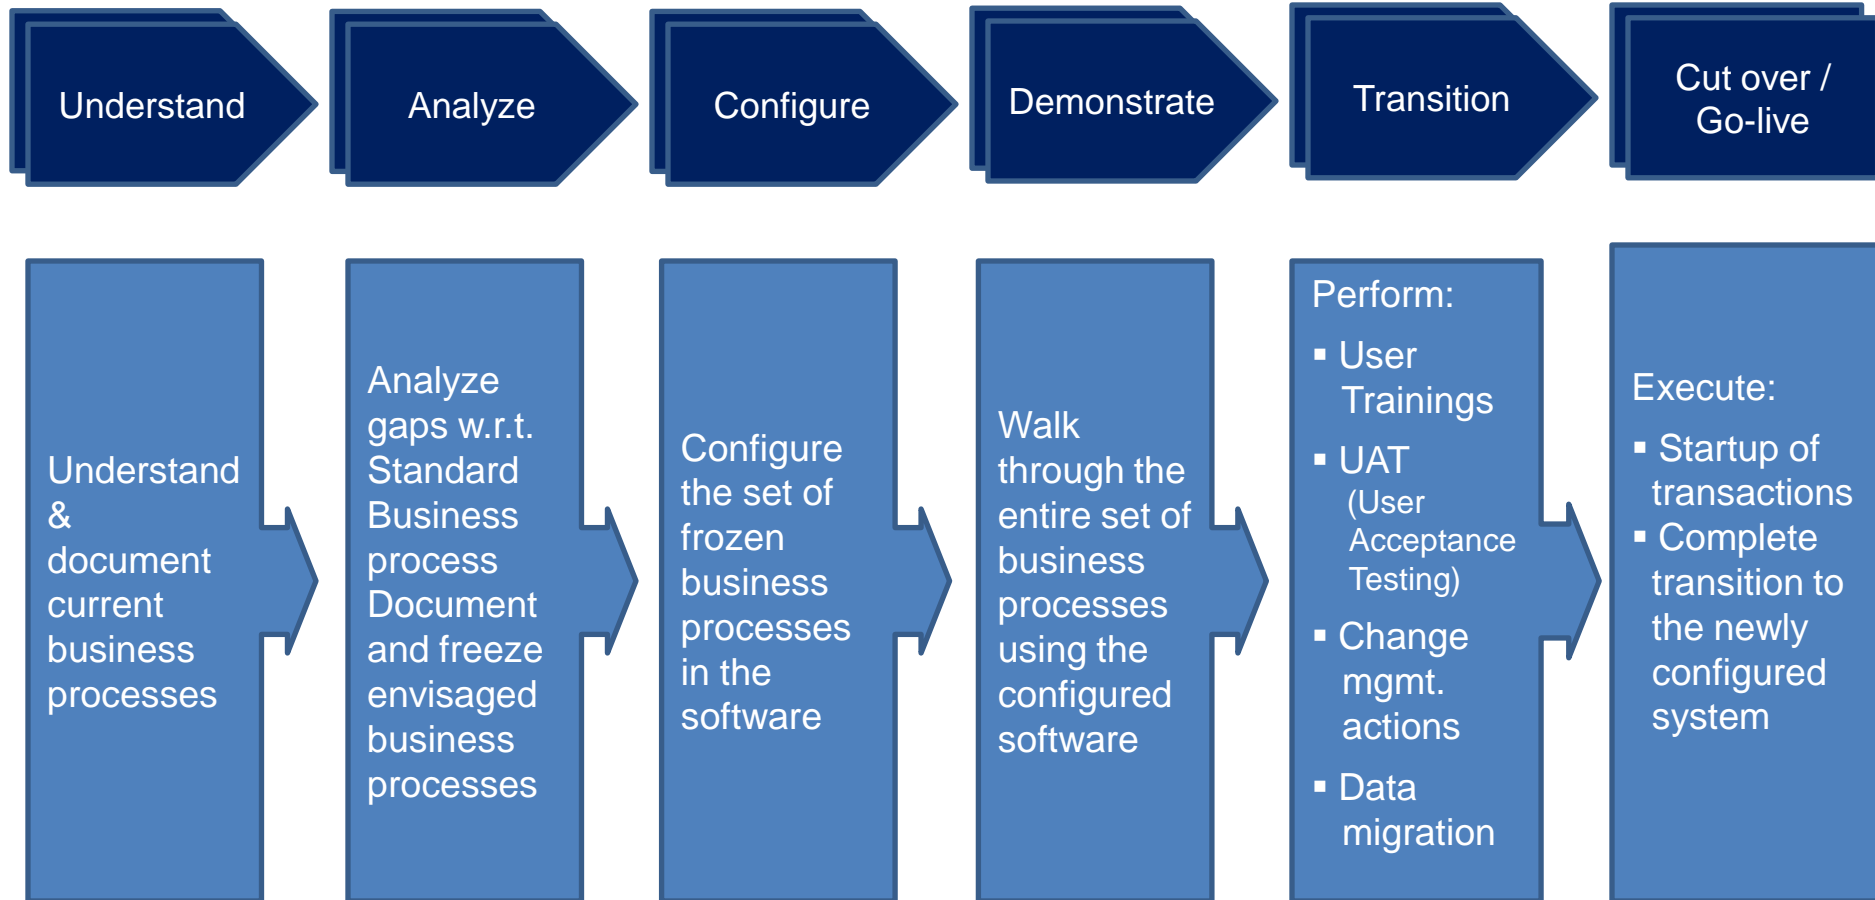 Understand
Analyze
Configure
Demonstrate
Transition
Cut over /
Go-live
Understand
&
document
current
business
processes
Analyze
gaps w.r.t.
Standard
Business
process
Document
and freeze
envisaged
business
processes
Configure
the set of
frozen
business
processes
in the
software
Walk
through the
entire set of
business
processes
using the
configured
software
Perform:
▪ User
Trainings
▪ UAT
(User
Acceptance
Testing)
▪ Change
mgmt.
actions
▪ Data
migration
Execute:
▪ Startup of
transactions
▪ Complete
transition to
the newly
configured
system